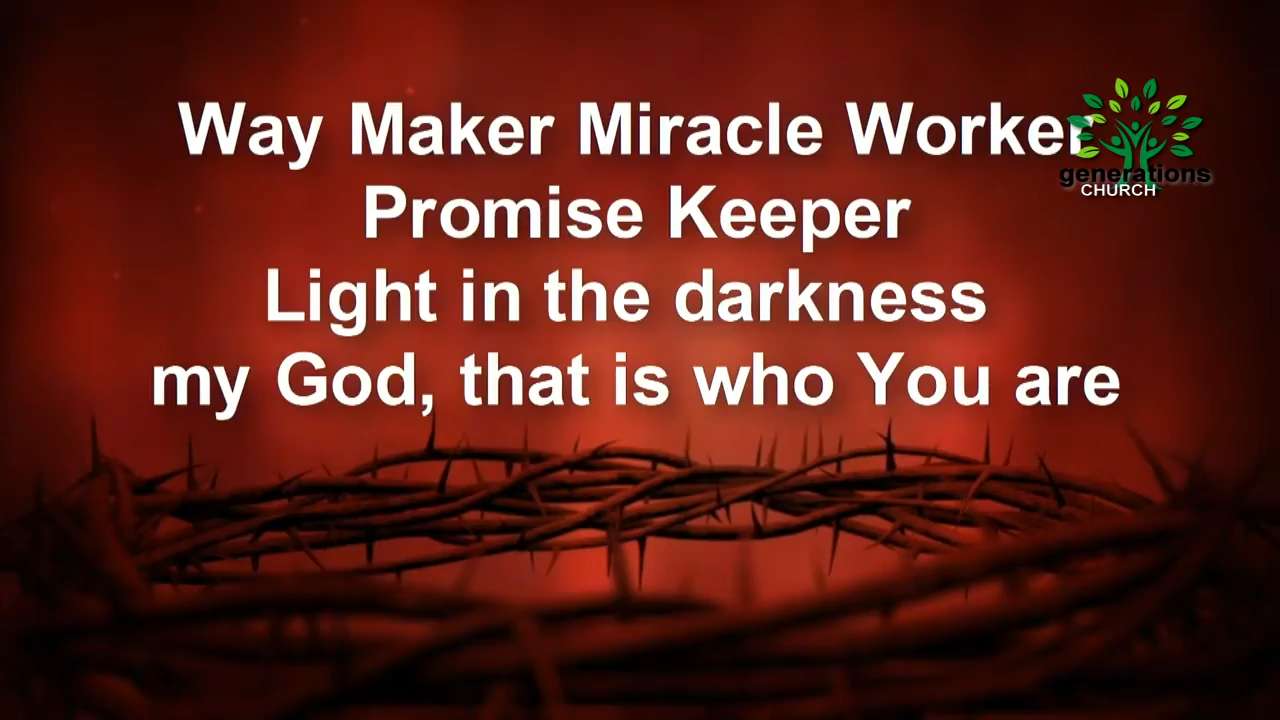 Way Maker Miracle Worker
Promise Keeper
Light in the darkness
my God, that is who You are
generations
CHURCH